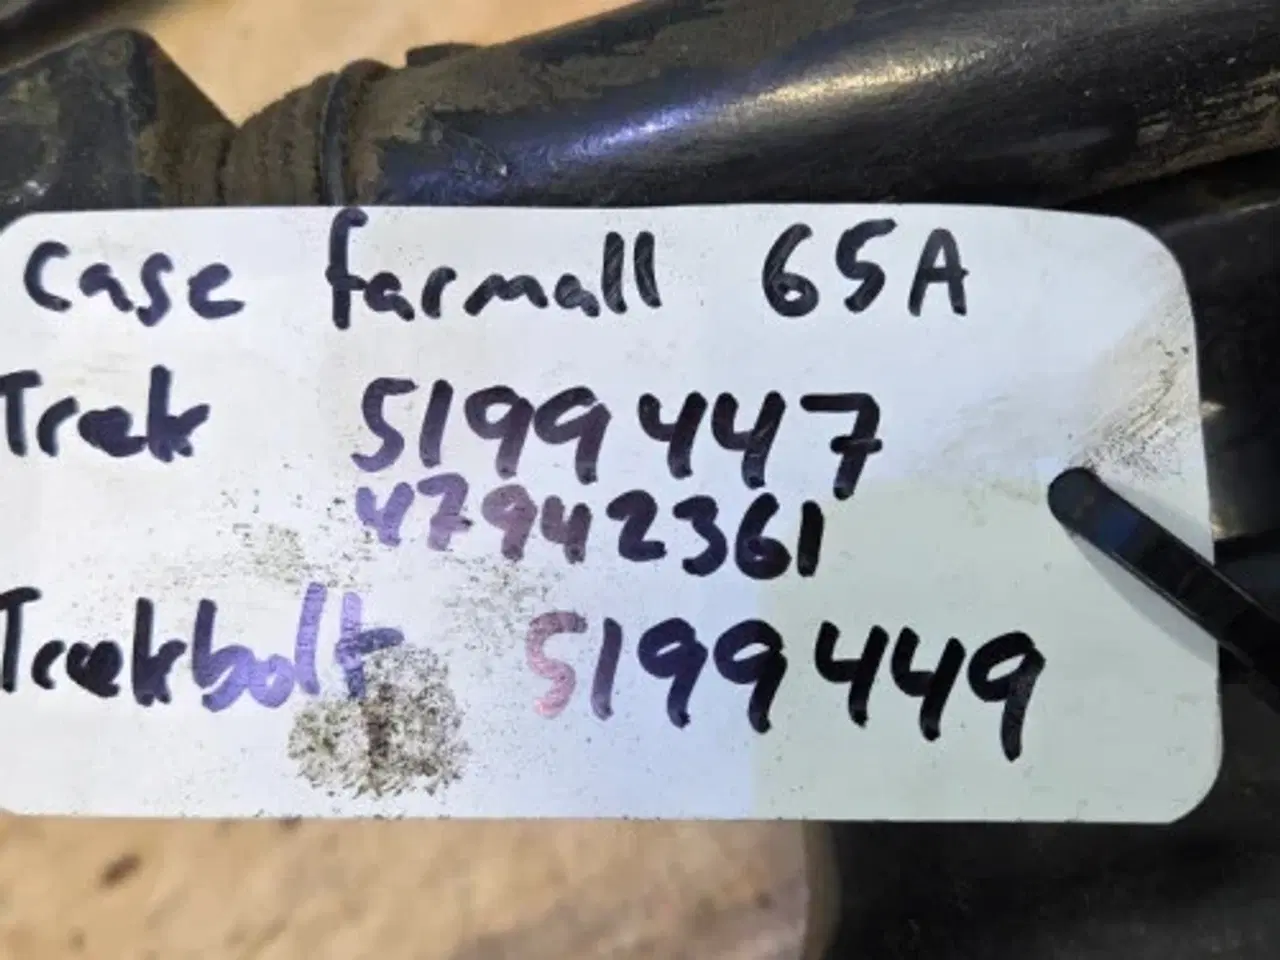 Case farmall 65A
Træk 5199447
47942361
Trækbolt 5199449